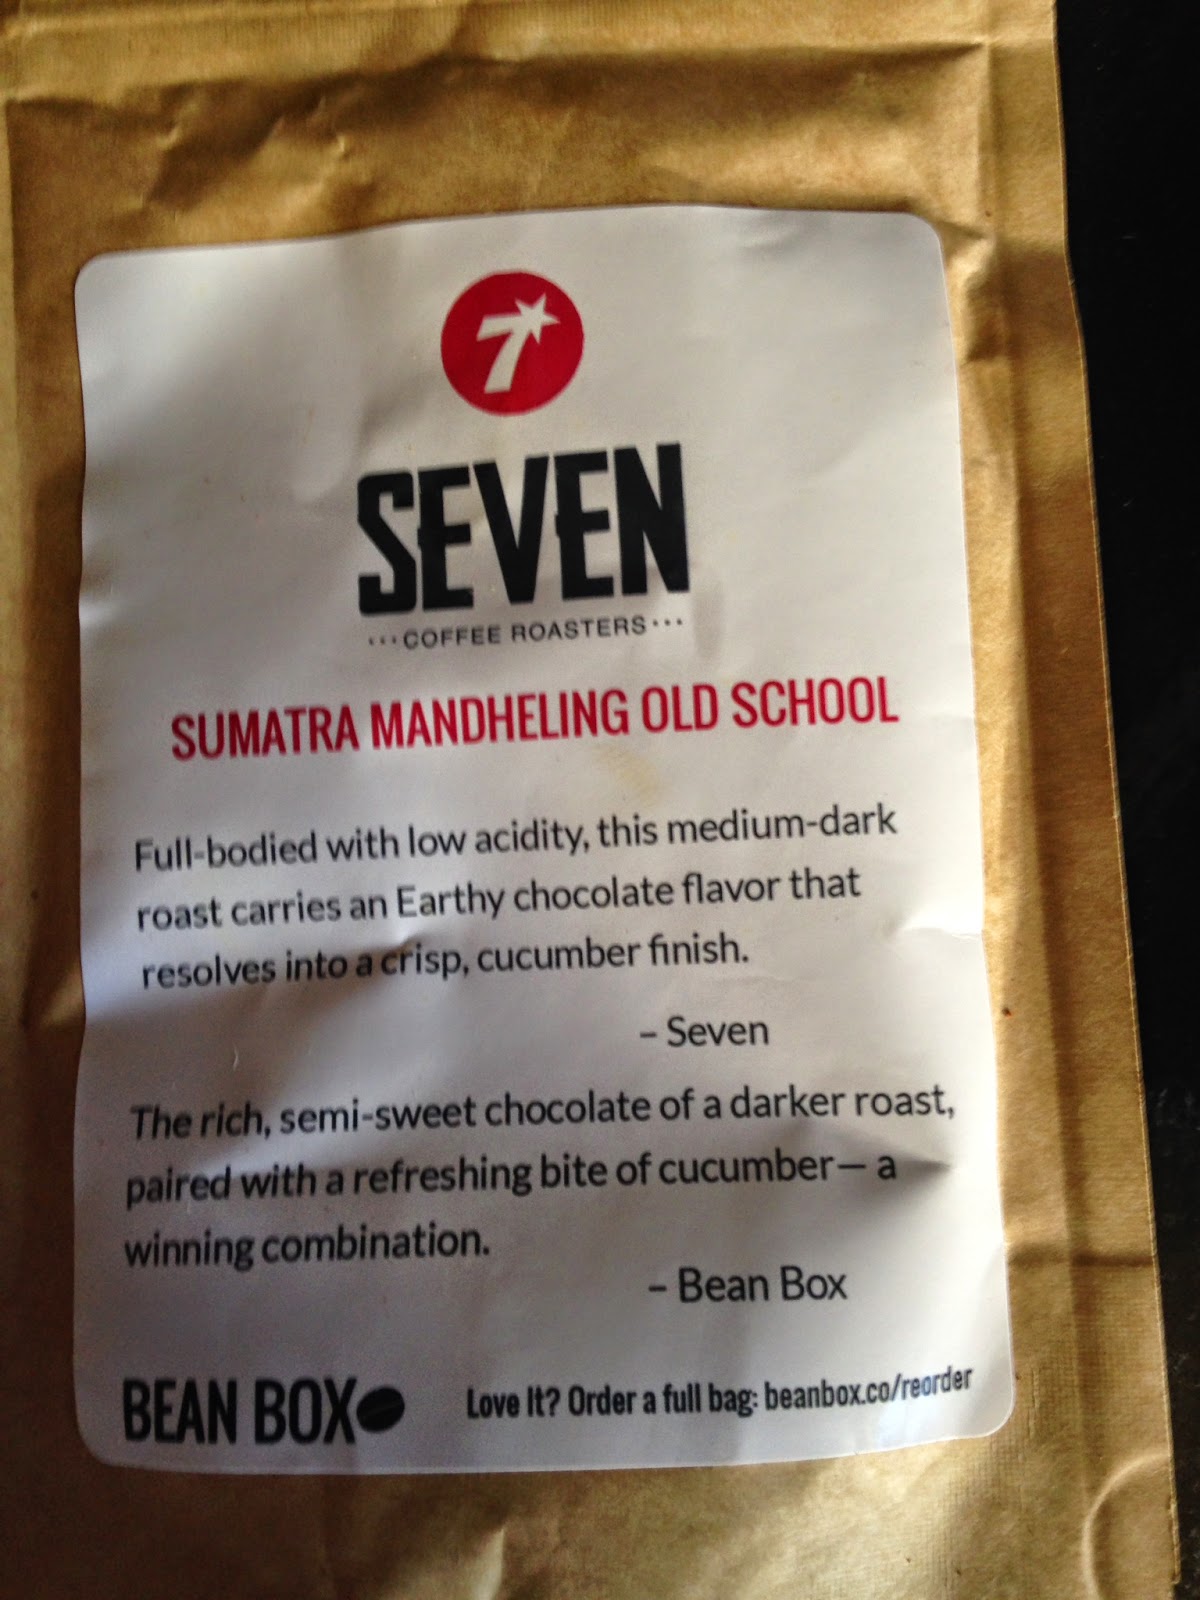 7
SEVEN
···COFFEE ROASTERS···
SUMATRA MANDHELING OLD SCHOOL
Full-bodied with low acidity, this medium-dark
roast carries an Earthy chocolate flavor that
resolves into a crisp, cucumber finish.
– Seven
The rich, semi-sweet chocolate of a darker roast,
paired with a refreshing bite of cucumber— a
winning combination.
– Bean Box
BEAN BOX
Love It? Order a full bag: beanbox.co/reorder